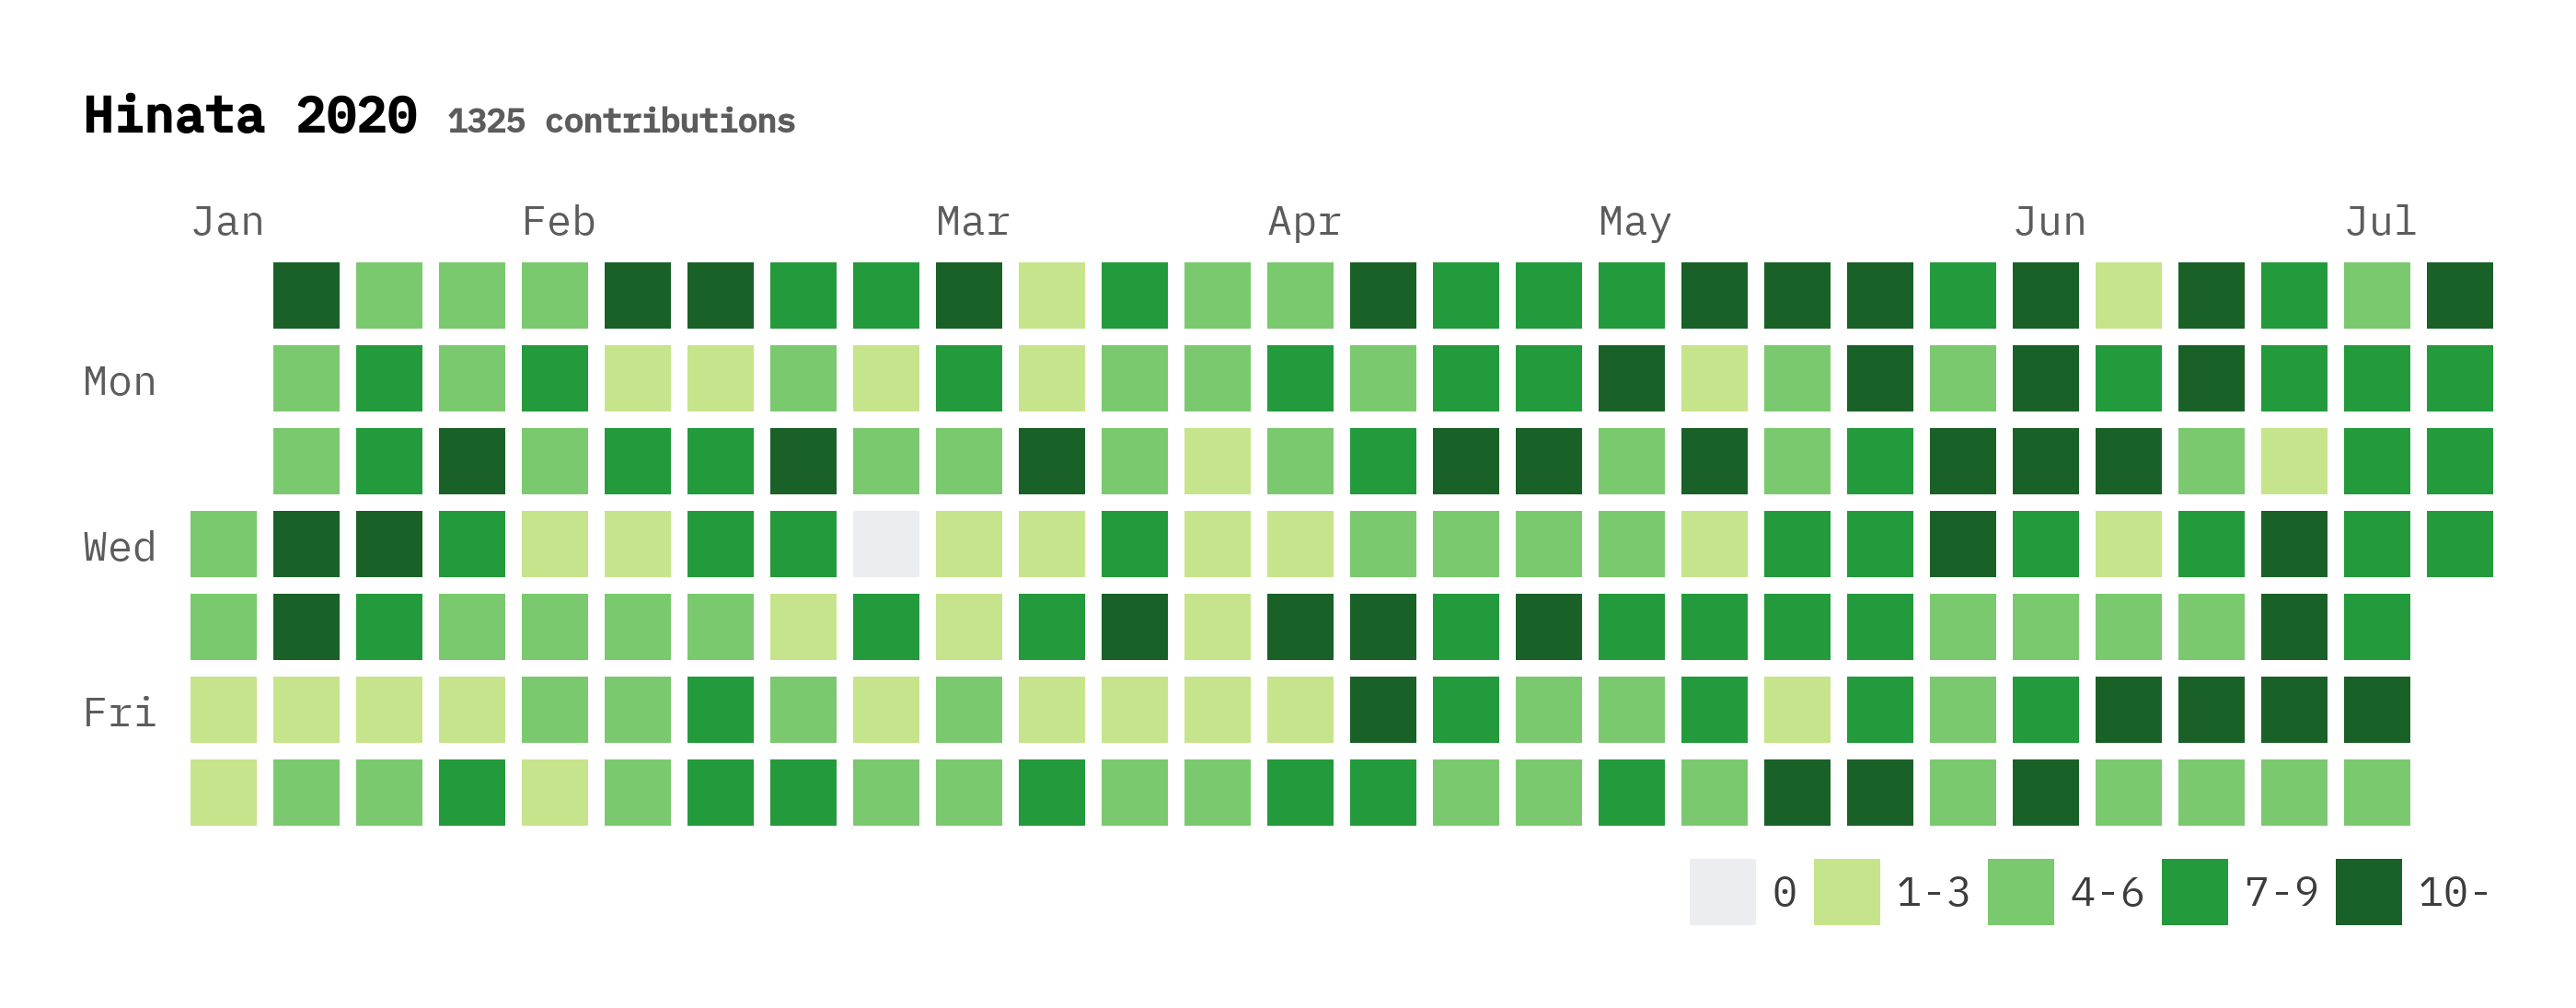 Hinata 2020 1325 contributions
Jan Feb Mar Apr May Jun Jul
Mon
Wed
Fri
0 1-3 4-6 7-9 10-